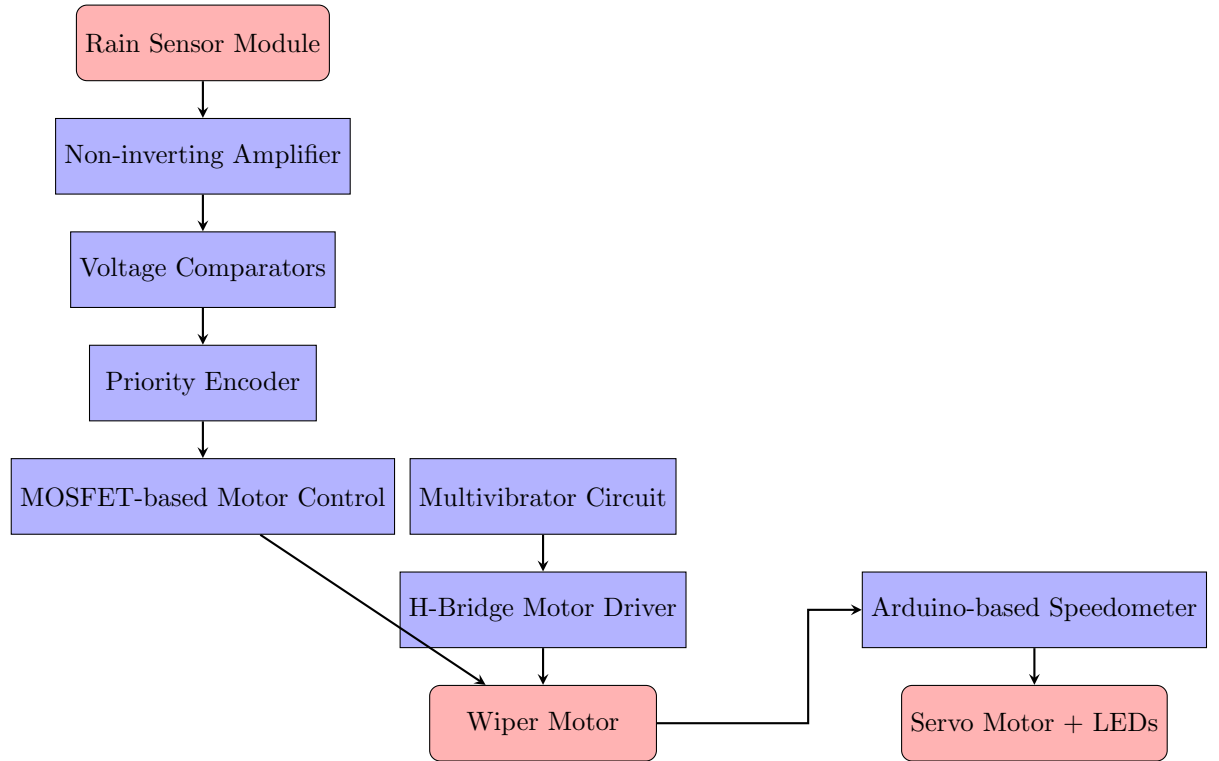 Rain Sensor Module
Non-inverting Amplifier
Voltage Comparators
Priority Encoder
MOSFET-based Motor Control
Multivibrator Circuit
H-Bridge Motor Driver
Arduino-based Speedometer
Wiper Motor
Servo Motor + LEDs